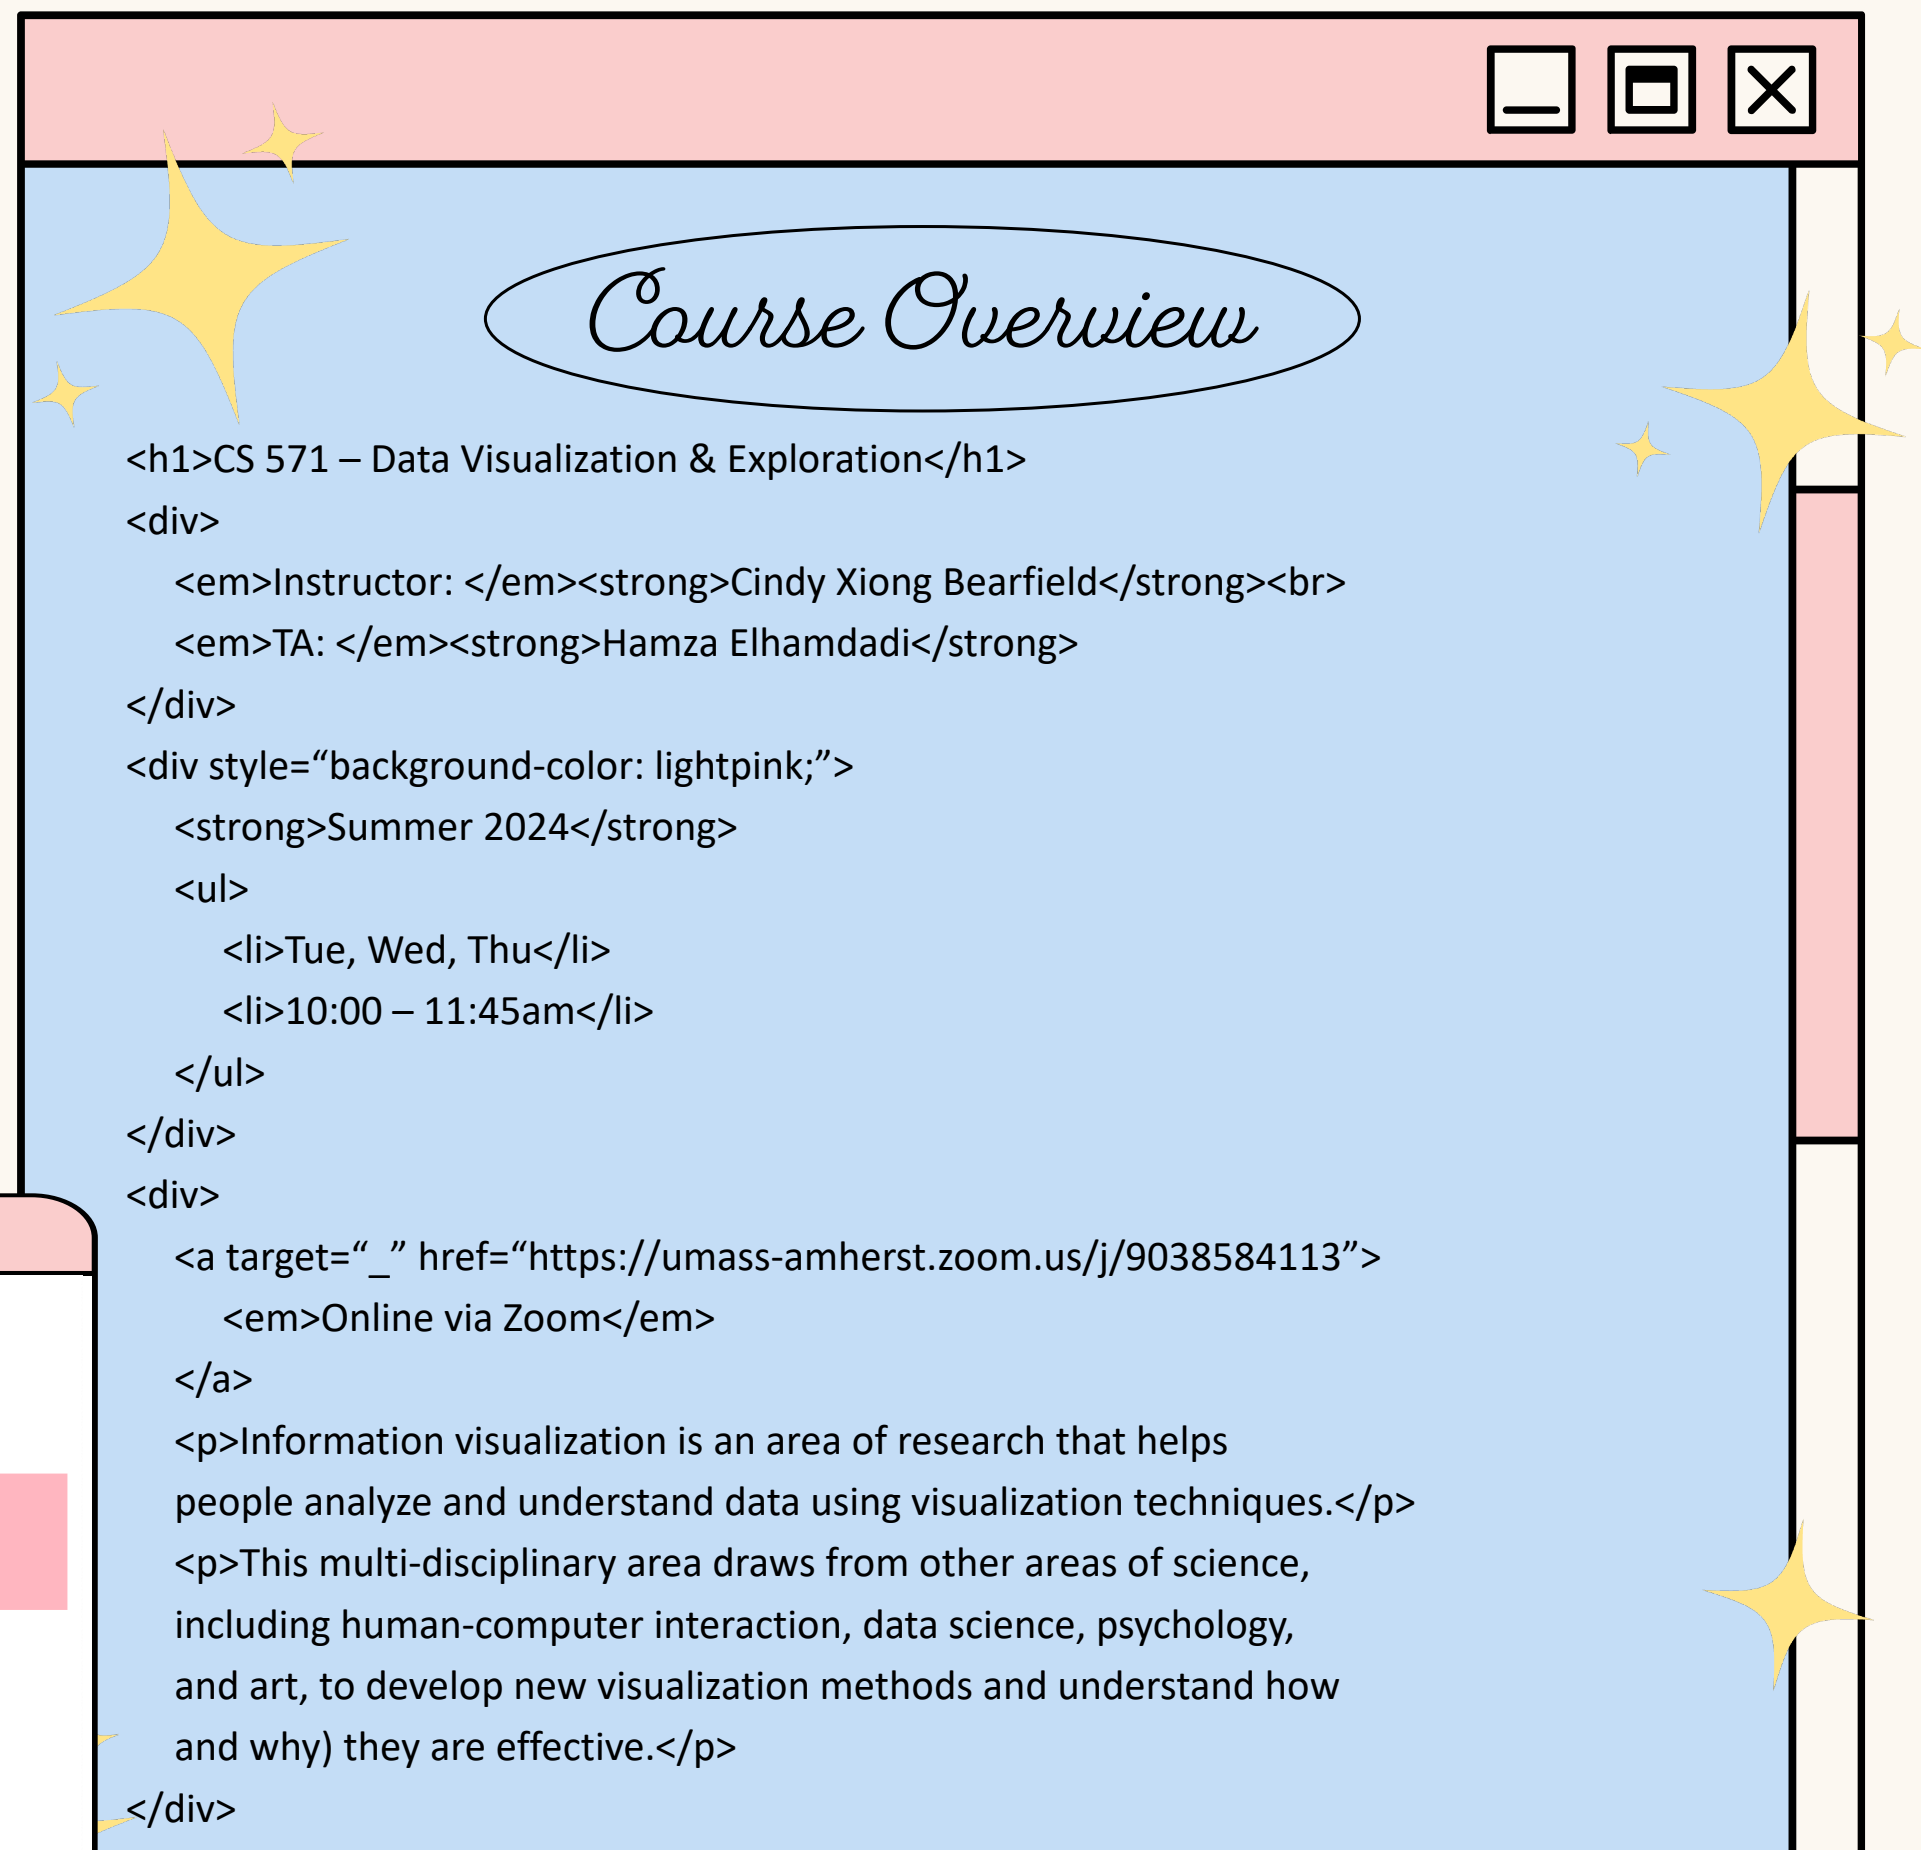 Course Overview
<h1>CS 571 – Data Visualization & Exploration</h1>
<div>
<em>Instructor: </em><strong>Cindy Xiong Bearfield</strong><br>
<em>TA: </em><strong>Hamza Elhamdadi</strong>
</div>
<div style=“background-color: lightpink;”>
<strong>Summer 2024</strong>
<ul>
<li>Tue, Wed, Thu</li>
<li>10:00 – 11:45am</li>
</ul>
</div>
<div>
<a target=“_” href=“https://umass-amherst.zoom.us/j/9038584113”>
<em>Online via Zoom</em>
</a>
<p>Information visualization is an area of research that helps
people analyze and understand data using visualization techniques.</p>
<p>This multi-disciplinary area draws from other areas of science,
including human-computer interaction, data science, psychology,
and art, to develop new visualization methods and understand how
and why) they are effective.</p>
</div>